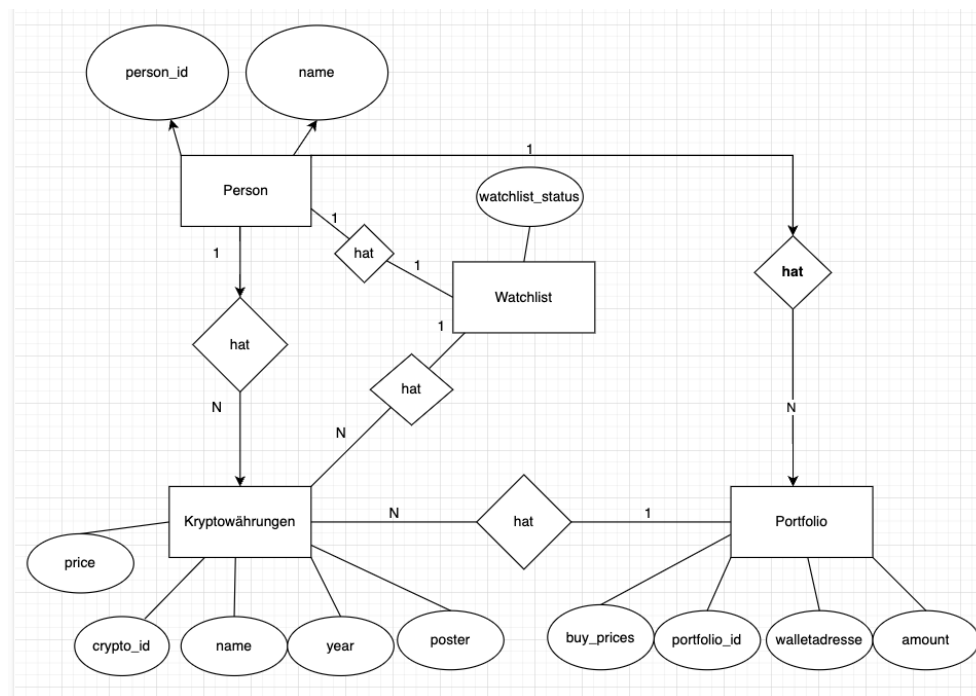 person_id
name
1
Person
watchlist_status
1
1
hat
1
hat
Watchlist
1
hat
hat
N
N
N
Kryptowährungen
N
hat
1
Portfolio
price
crypto_id
name
year
poster
buy_prices
portfolio_id
walletadresse
amount